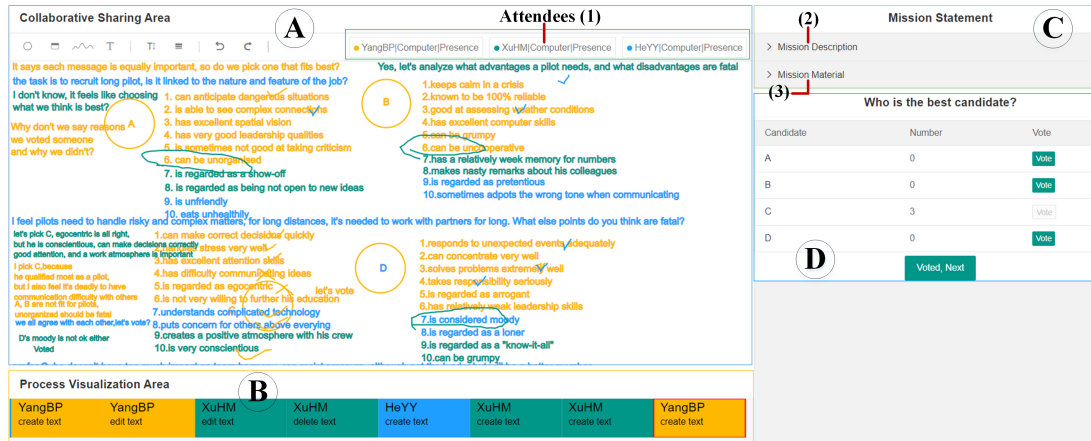 Collaborative Sharing Area
A
Attendees (1)
T
YangBP|Computer|Presence
XuHM|Computer|Presence
HeYY|Computer|Presence
It says each message is equally important, so do we pick one that fits best?
the task is to recruit long pilot, is it linked to the nature and feature of the job?
I don't know, it feels like choosing
what we think is best?
Why don't we say reasons
we voted someone
and why we didn't?
A
1. can anticipate dangerous situations
2. is able to see complex connections
3. has excellent spatial vision
4. has very good leadership qualities
5. is sometimes not good at taking criticism
6. can be unorganised
7. is regarded as a show-off
8. is regarded as being not open to new ideas
9. is unfriendly
10. eats unhealthily
Yes, let's analyze what advantages a pilot needs, and what disadvantages are fatal
B
1.keeps calm in a crisis
2.known to be 100% reliable
3.good at assessing weather conditions
4.has excellent computer skills
5.can be grumpy
6.can be uncooperative
7.has a relatively week memory for numbers
8.makes nasty remarks about his colleagues
9.is regarded as pretentious
10.sometimes adpots the wrong tone when communicating
I feel pilots need to handle risky and complex matters, for long distances, it's needed to work with partners for long. What else points do you think are fatal?
let's pick C, egocentric is all right,
but he is conscientious, can make decisions correctly
good attention, and a work atmosphere is important
I pick C,because
he qualified most as a pilot,
but I also feel it's deadly to have
communication difficulty with others
A, B are not fit for pilots,
unorganized should be fatal
we all agree with each other,let's vote?
D's moody is not ok either
Voted
1.can make correct decisions quickly
2.handles stress very well
3.has excellent attention skills
4.has difficulty communicating ideas
5.is regarded as egocentric
6.is not very willing to further his education
7.understands complicated technology
8.puts concern for others above everying
9.creates a positive atmosphere with his crew
10.is very conscientious
C
let's vote
D
1.responds to unexpected events adequately
2.can concentrate very well
3.solves problems extremely well
4.takes responsibility seriously
5.is regarded as arrogant
6.has relatively weak leadership skills
7.is considered moody
8.is regarded as a loner
9.is regarded as a "know-it-all"
10.can be grumpy
Process Visualization Area
B
YangBP
create text
YangBP
edit text
XuHM
edit text
XuHM
delete text
HeYY
create text
XuHM
create text
XuHM
create text
YangBP
create text
(2)
Mission Statement
C
> Mission Description
> Mission Material
(3)
Who is the best candidate?
Candidate Number Vote
A 0 Vote
B 0 Vote
C 3 Vote
D 0 Vote
D
Voted, Next